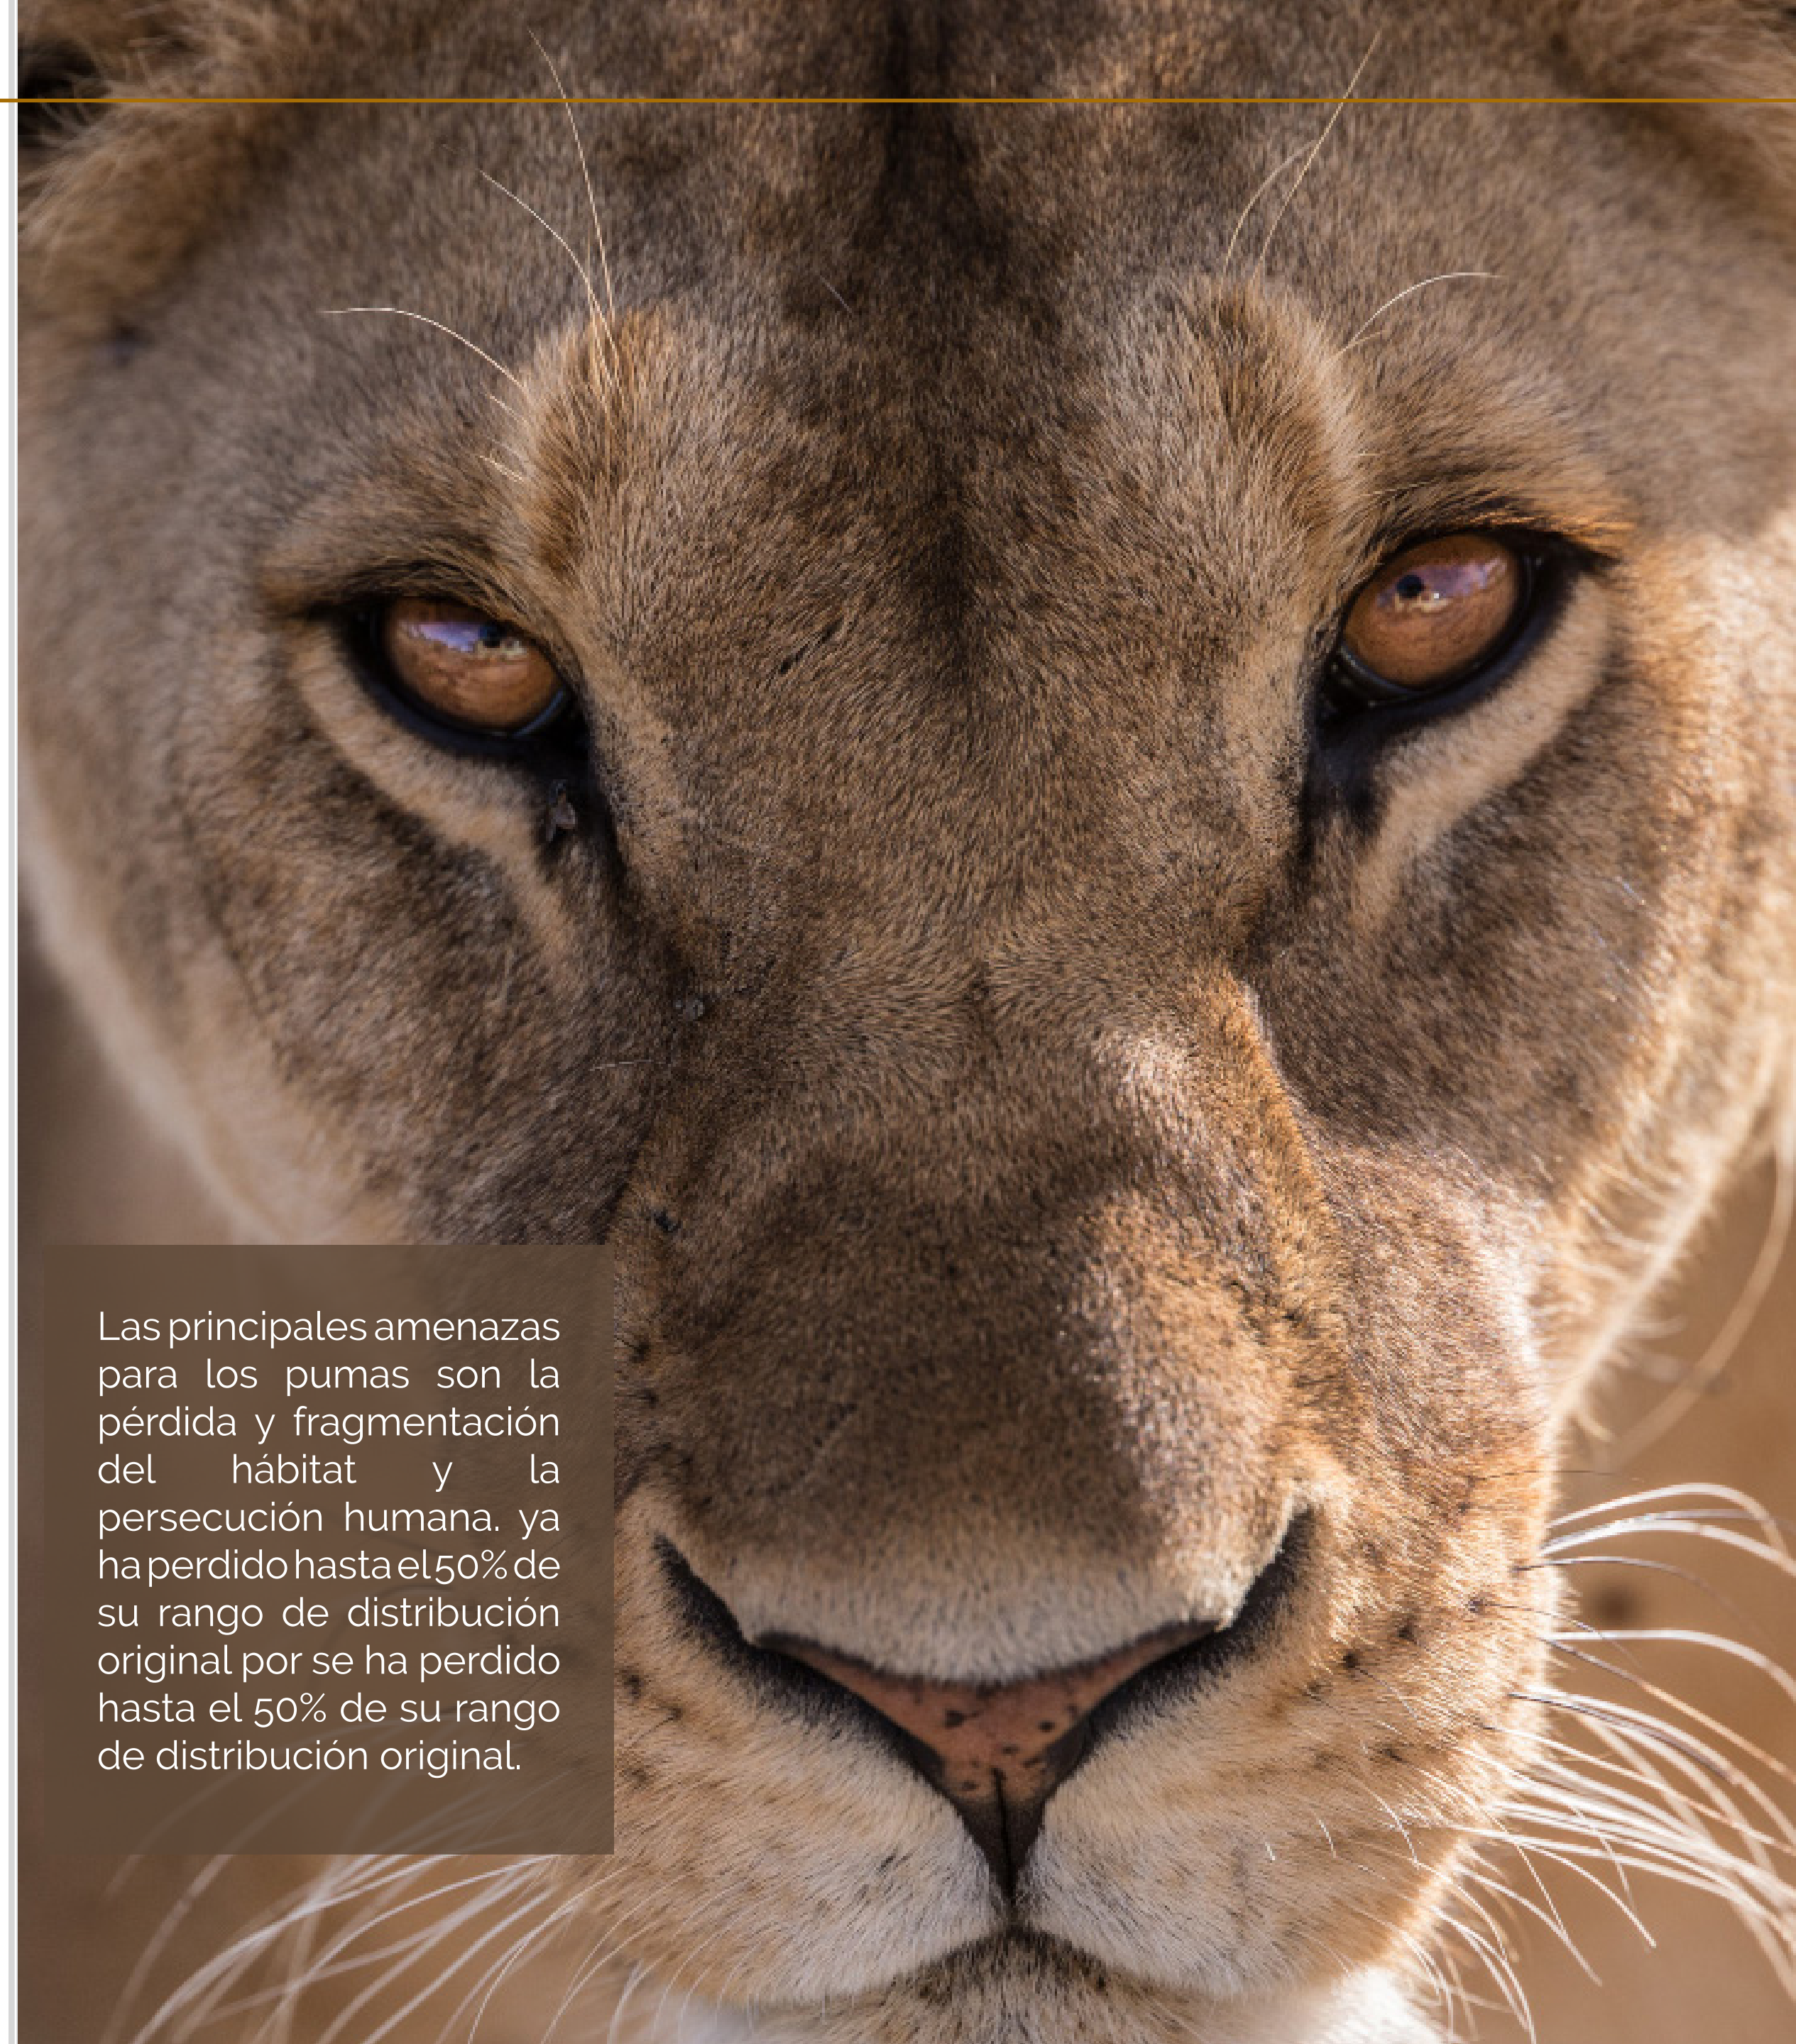 Las principales amenazas
para los pumas son la
pérdida y fragmentación
del hábitat y la
persecución humana. ya
ha perdido hasta el 50% de
su rango de distribución
original por se ha perdido
hasta el 50% de su rango
de distribución original.